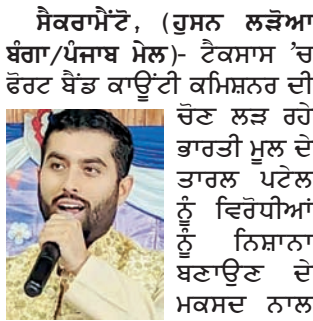 ਸੈਕਰਾਮੈਂਟੋ, (ਹੁਸਨ ਲੜੋਆ
ਬੰਗਾ/ਪੰਜਾਬ ਮੇਲ)- ਟੈਕਸਾਸ ’ਚ
ਫੋਰਟ ਬੈਂਡ ਕਾਊਂਟੀ ਕਮਿਸ਼ਨਰ ਦੀ
ਚੋਣ ਲੜ ਰਹੇ
ਭਾਰਤੀ ਮੂਲ ਦੇ
ਤਾਰਲ ਪਟੇਲ
ਨੂੰ ਵਿਰੋਧੀਆਂ
ਨੂੰ ਨਿਸ਼ਾਨਾ
ਬਣਾਉਣ ਦੇ
ਮਕਸਦ ਨਾਲ